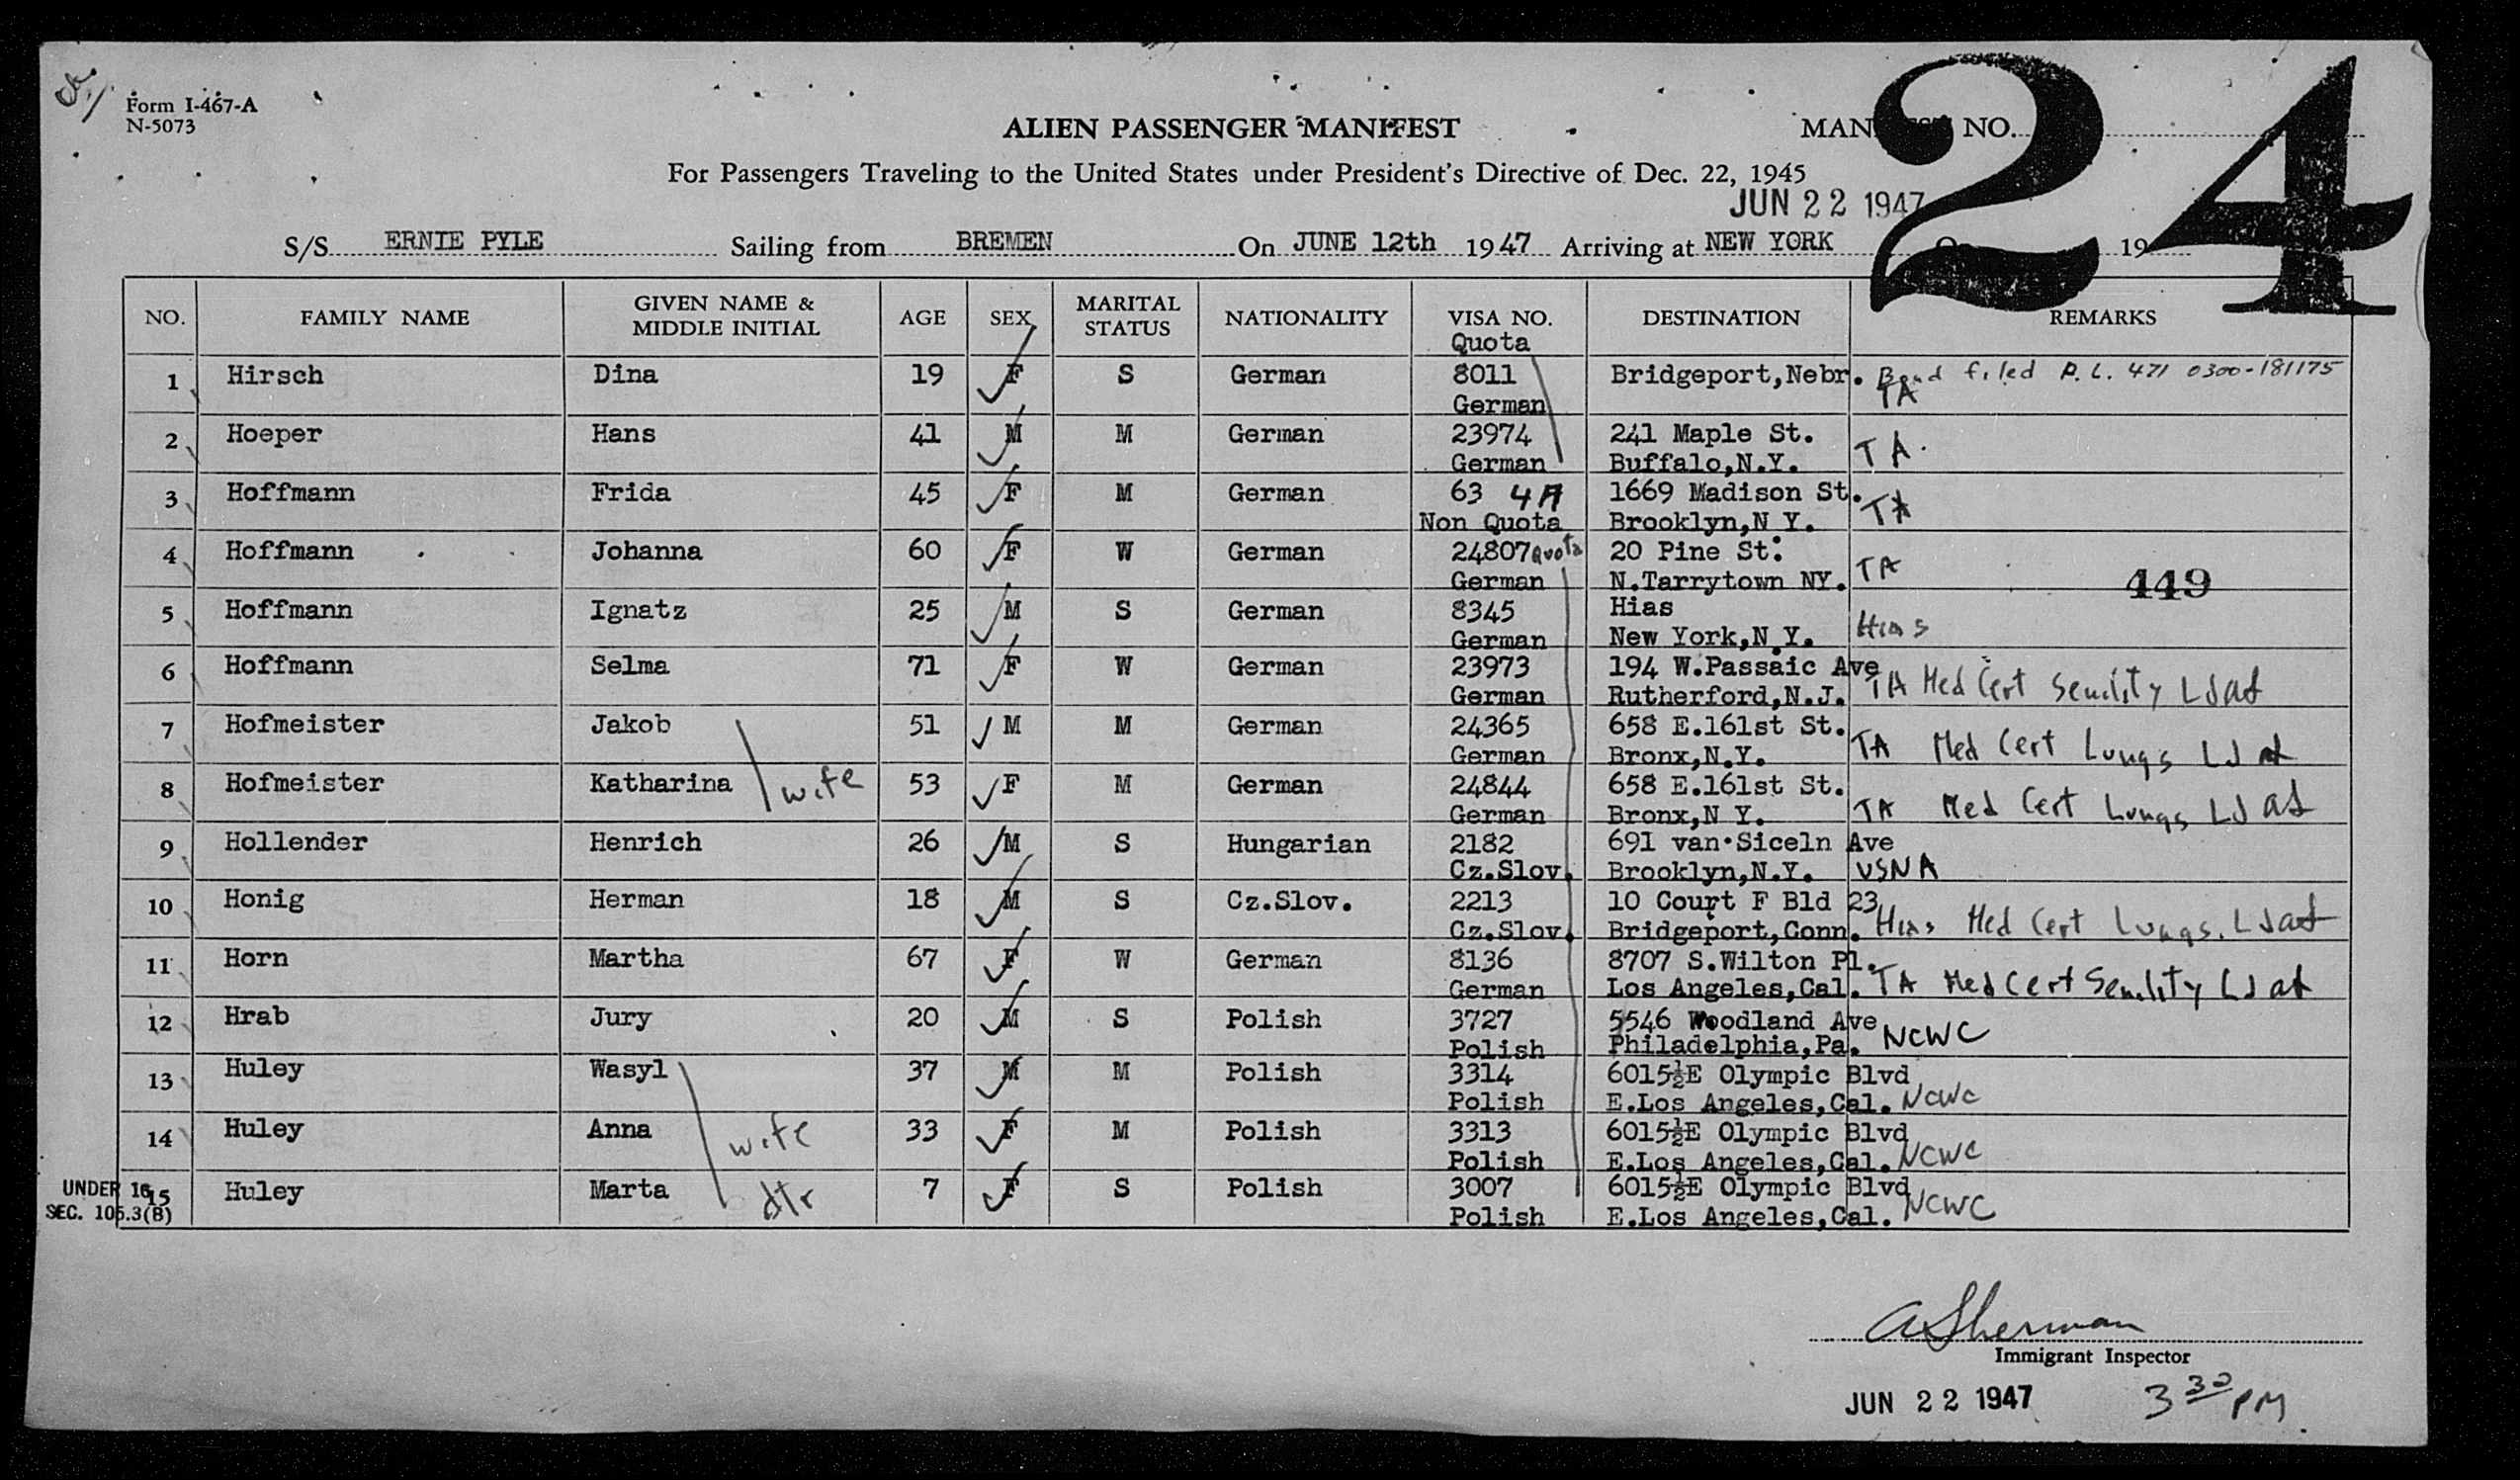 Form I-467-A
N-5073
ALIEN PASSENGER MANIFEST
MAN NO.
24
For Passengers Traveling to the United States under President's Directive of Dec. 22, 1945
JUN 22 1947
S/S ERNIE PYLE Sailing from BREMEN On JUNE 12th 1947 Arriving at NEW YORK On 19
NO. FAMILY NAME GIVEN NAME & MIDDLE INITIAL AGE SEX MARITAL STATUS NATIONALITY VISA NO. DESTINATION REMARKS
Quota
1 Hirsch Dina 19 F S German 8011 Bridgeport,Nebr. Bond filed P.L. 471 0300-181175
German TA
2 Hoeper Hans 41 M M German 23974 241 Maple St.
German Buffalo,N.Y. TA.
3 Hoffmann Frida 45 F M German 63 4A 1669 Madison St.
Non Quota Brooklyn,N Y. TA
4 Hoffmann Johanna 60 F W German 24807 Quota 20 Pine St.
German N.Tarrytown NY. TA 449
5 Hoffmann Ignatz 25 M S German 8345 Hias
German New York,N.Y. Hias
6 Hoffmann Selma 71 F W German 23973 194 W.Passaic Ave
German Rutherford,N.J. TA Med Cert Senility
7 Hofmeister Jakob 51 M M German 24365 658 E.161st St.
German Bronx,N.Y. TA Med Cert Lungs
8 Hofmeister Katharina wife 53 F M German 24844 658 E.161st St.
German Bronx,N Y. TA Med Cert Lungs
9 Hollender Henrich 26 M S Hungarian 2182 691 van.Siceln Ave
Cz.Slov. Brooklyn,N.Y. USNA
10 Honig Herman 18 M S Cz.Slov. 2213 10 Court F Bld 23
Cz.Slov. Bridgeport,Conn. Hias Med Cert Lungs.
11 Horn Martha 67 F W German 8136 8707 S.Wilton Pl.
German Los Angeles,Cal. TA Med Cert Senility
12 Hrab Jury 20 M S Polish 3727 5546 Woodland Ave
Polish Philadelphia,Pa. NCWC
13 Huley Wasyl 37 M M Polish 3314 6015½E Olympic Blvd
Polish E.Los Angeles,Cal. NCWC
14 Huley Anna wife 33 F M Polish 3313 6015½E Olympic Blvd
Polish E.Los Angeles,Cal. NCWC
UNDER 16 15 Huley Marta dtr 7 F S Polish 3007 6015½E Olympic Blvd
SEC. 105.3(B) Polish E.Los Angeles,Cal. NCWC
A Sherman
Immigrant Inspector
JUN 22 1947 3 30 PM